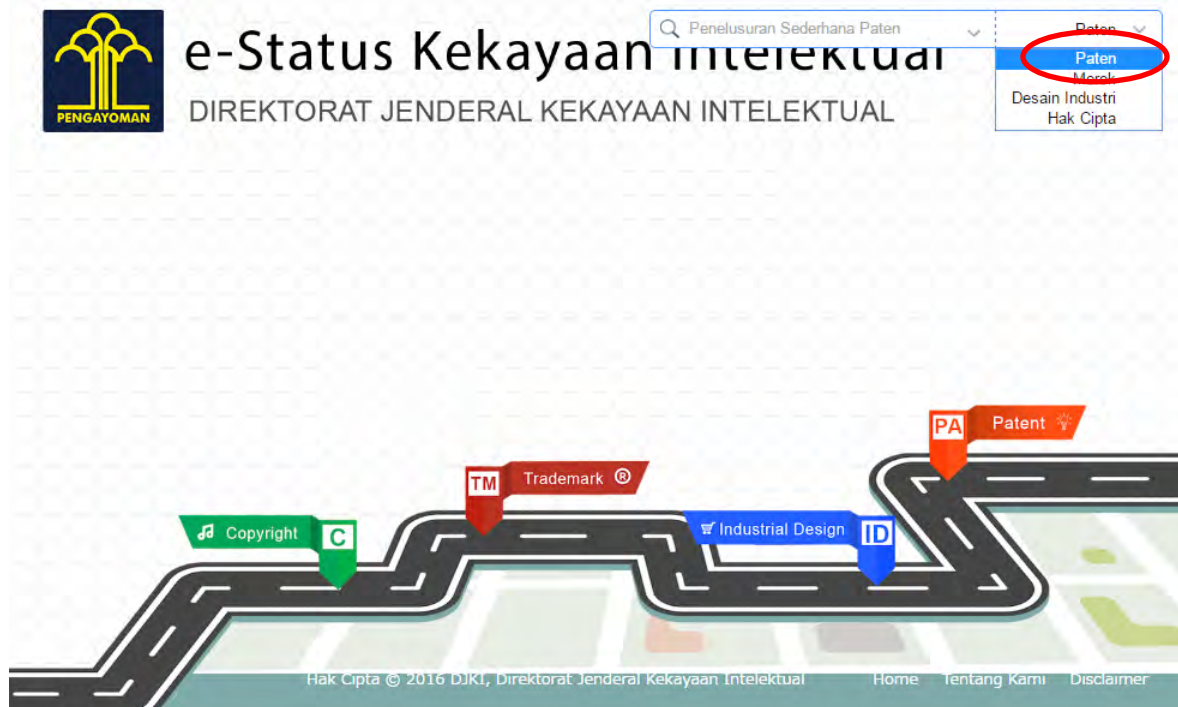 Penelusuran Sederhana Paten
Paten
e-Status Kekayaan Intelektual
Paten
Merek
Desain Industri
Hak Cipta
PENGAYOMAN
DIREKTORAT JENDERAL KEKAYAAN INTELEKTUAL
PA Patent
TM Trademark ®
Copyright C
Industrial Design ID
Hak Cipta © 2016 DJKI, Direktorat Jenderal Kekayaan Intelektual
Home Tentang Kami Disclaimer